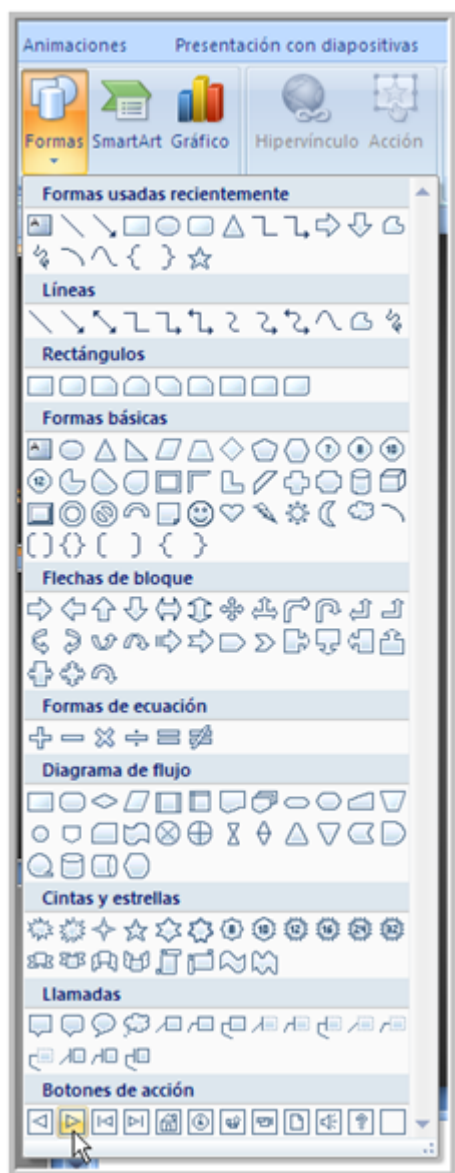 Animaciones Presentación con diapositivas
Formas SmartArt Gráfico Hipervínculo Acción
Formas usadas recientemente
Líneas
Rectángulos
Formas básicas
Flechas de bloque
Formas de ecuación
Diagrama de flujo
Cintas y estrellas
Llamadas
Botones de acción